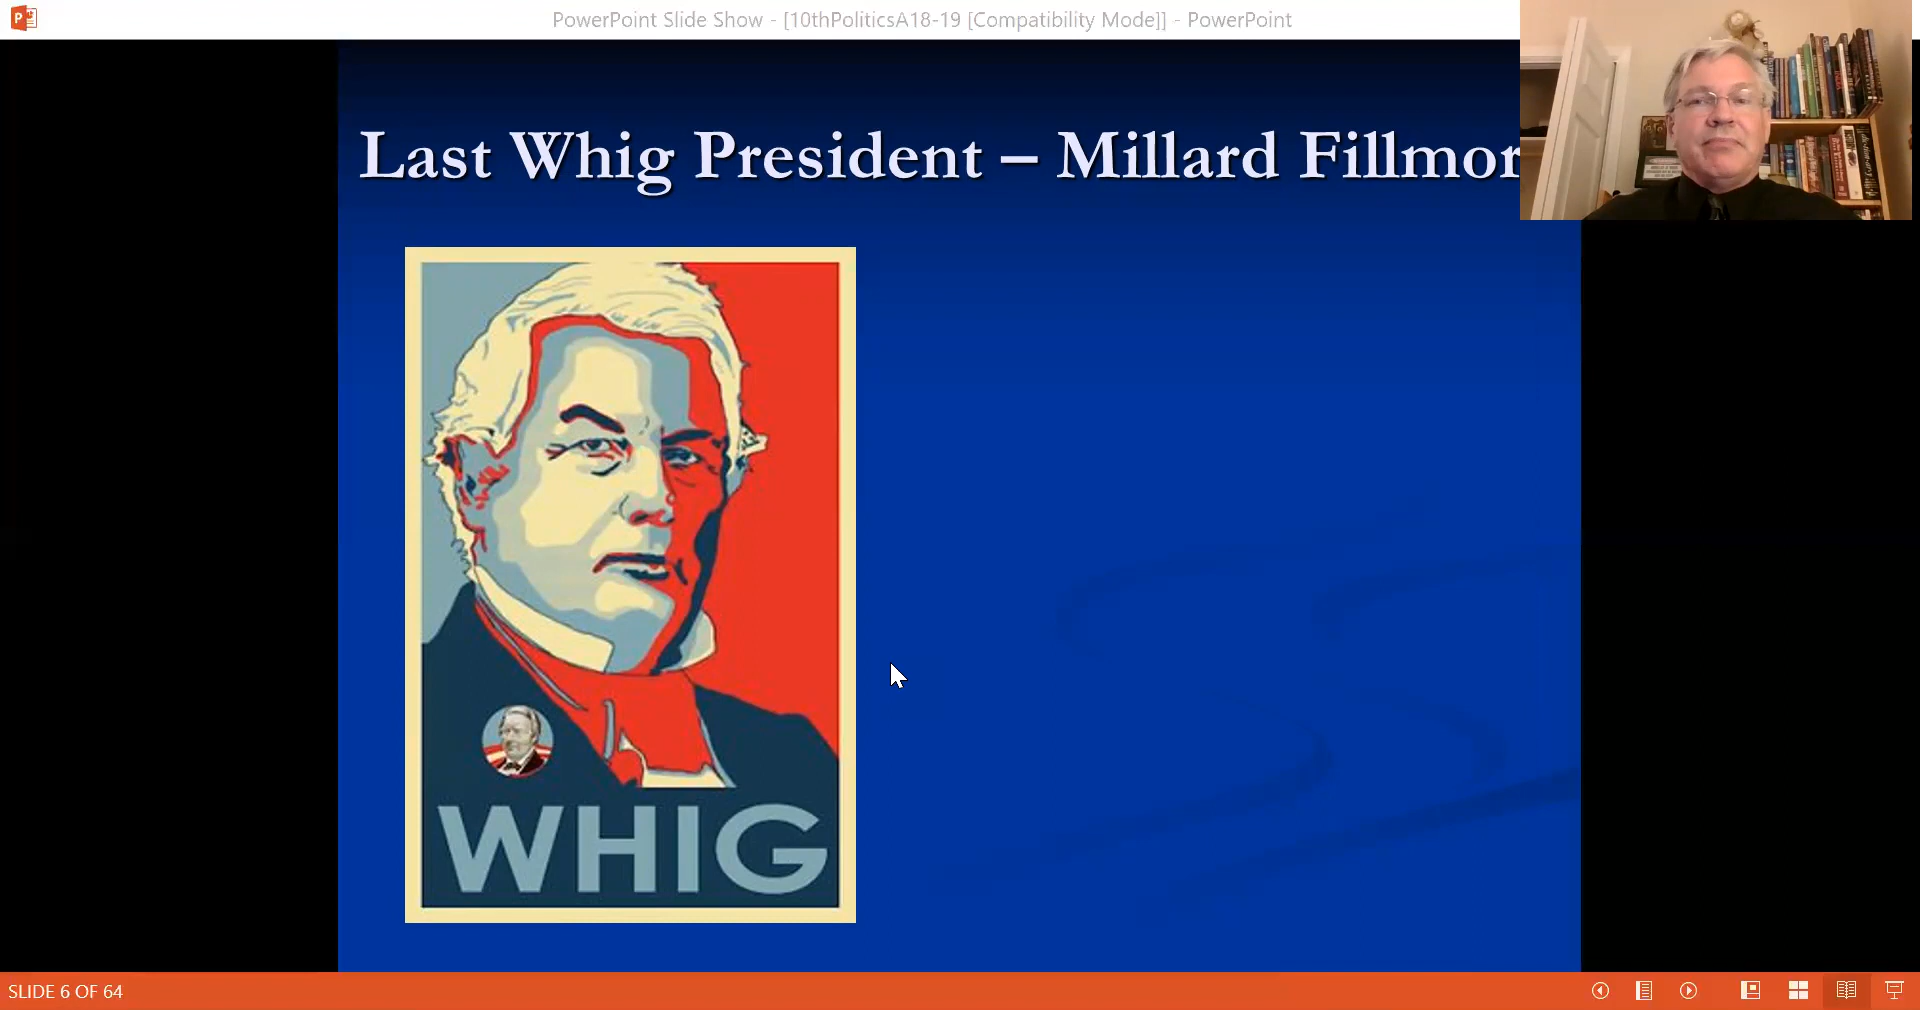 PowerPoint Slide Show - [10thPoliticsA18-19 [Compatibility Mode]] - PowerPoint
Last Whig President – Millard Fillmor
WHIG
SLIDE 6 OF 64